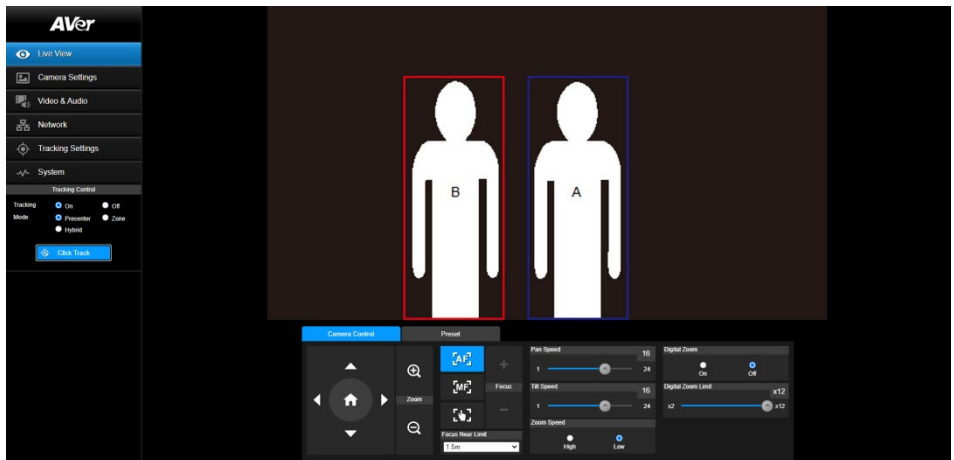 AVer
Live View
Camera Settings
Video & Audio
Network
Tracking Settings
System
Tracking Control
Tracking On Off
Mode Presenter Zone
Hybrid
Click Track
B A
Camera Control Preset
AF
MF
Zoom
Focus
Focus Near Limit
1.5m
Pan Speed 16
1 24
Tilt Speed 16
1 24
Zoom Speed
High Low
Digital Zoom
On Off
Digital Zoom Limit x12
x2 x12